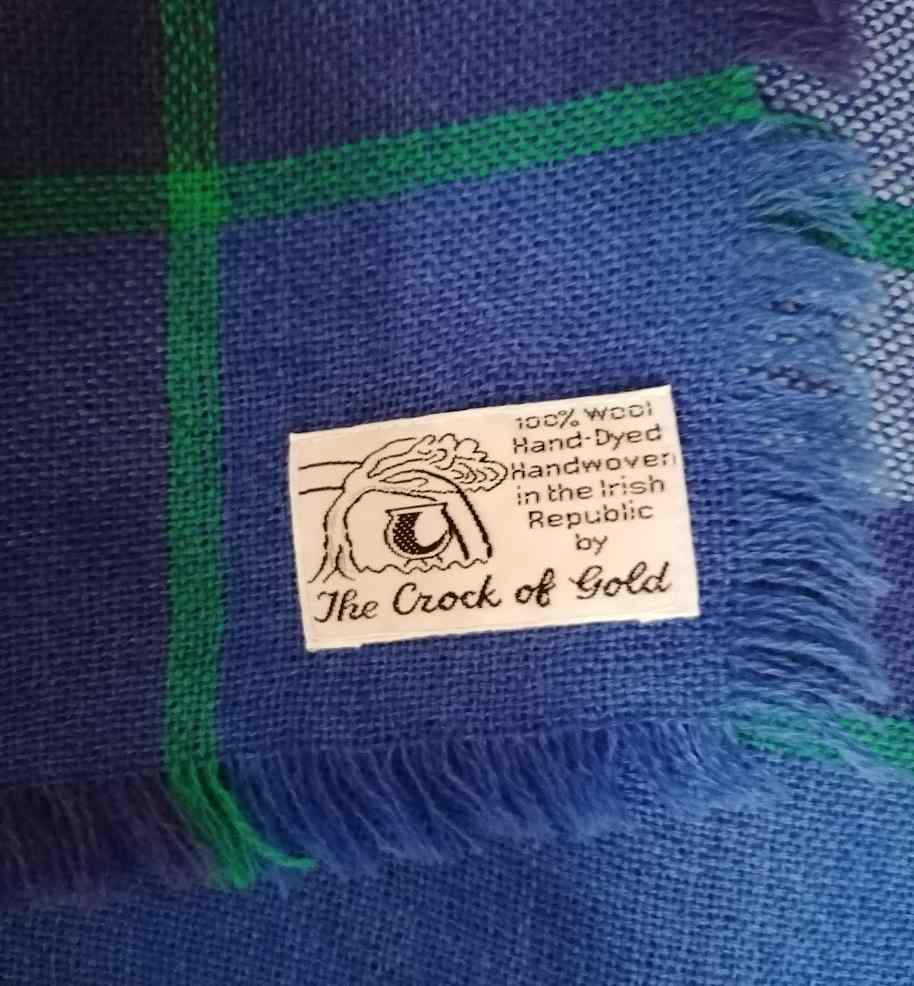 100% Wool
Hand-Dyed
Handwoven
in the Irish
Republic
by
The Crock of Gold